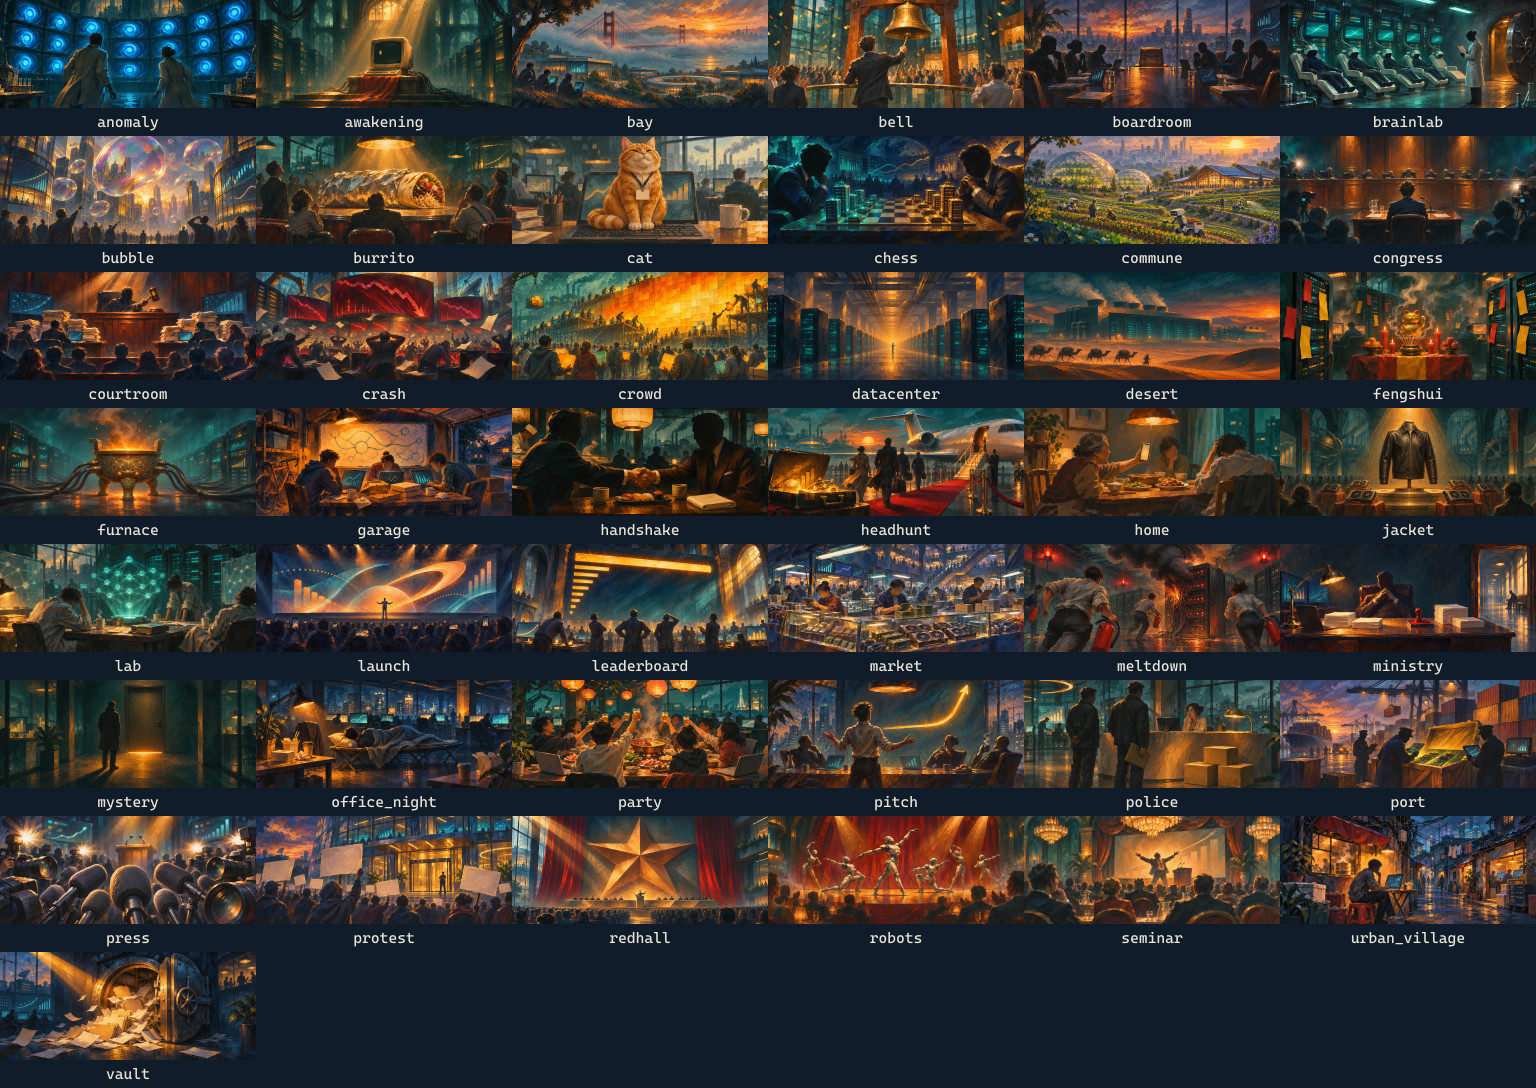 anomaly
awakening
bay
bell
boardroom
brainlab
bubble
burrito
cat
chess
commune
congress
courtroom
crash
crowd
datacenter
desert
fengshui
furnace
garage
handshake
headhunt
home
jacket
lab
launch
leaderboard
market
meltdown
ministry
mystery
office_night
party
pitch
police
port
press
protest
redhall
robots
seminar
urban_village
vault